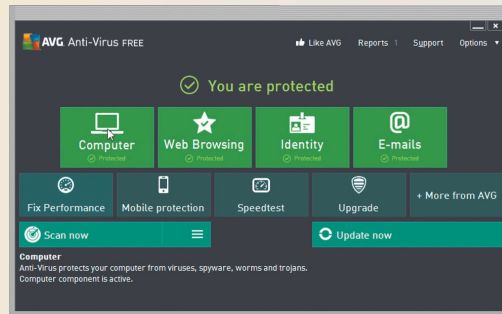 AVG Anti-Virus FREE
Like AVG Reports 1 Support Options
You are protected
Computer Web Browsing Identity E-mails
Protected Protected Protected Protected
Fix Performance Mobile protection Speedtest Upgrade + More from AVG
Scan now Update now
Computer
Anti-Virus protects your computer from viruses, spyware, worms and trojans.
Computer component is active.